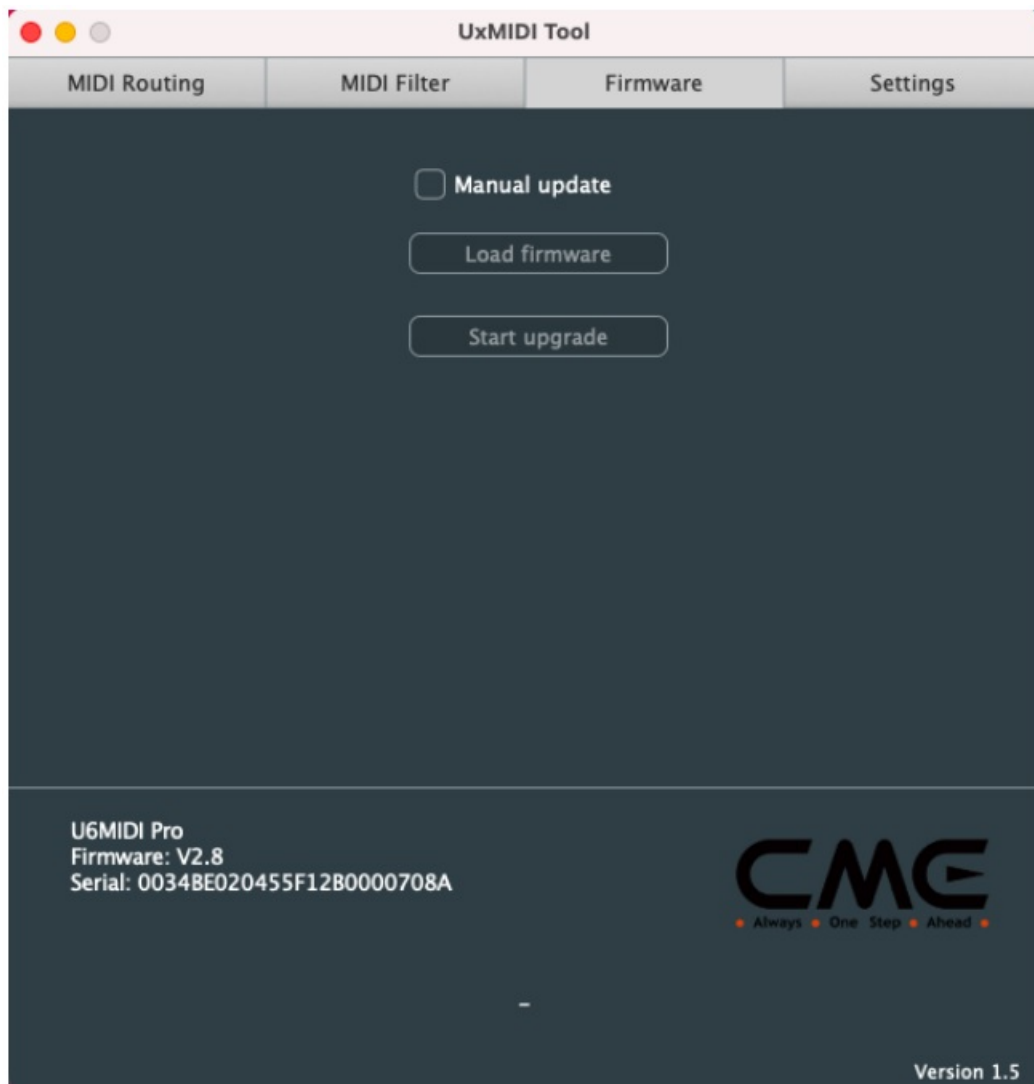 UxMIDI Tool
MIDI Routing MIDI Filter Firmware Settings
Manual update
Load firmware
Start upgrade
U6MIDI Pro
Firmware: V2.8
Serial: 0034BE020455F12B0000708A
CME
• Always • One Step • Ahead •
-
Version 1.5